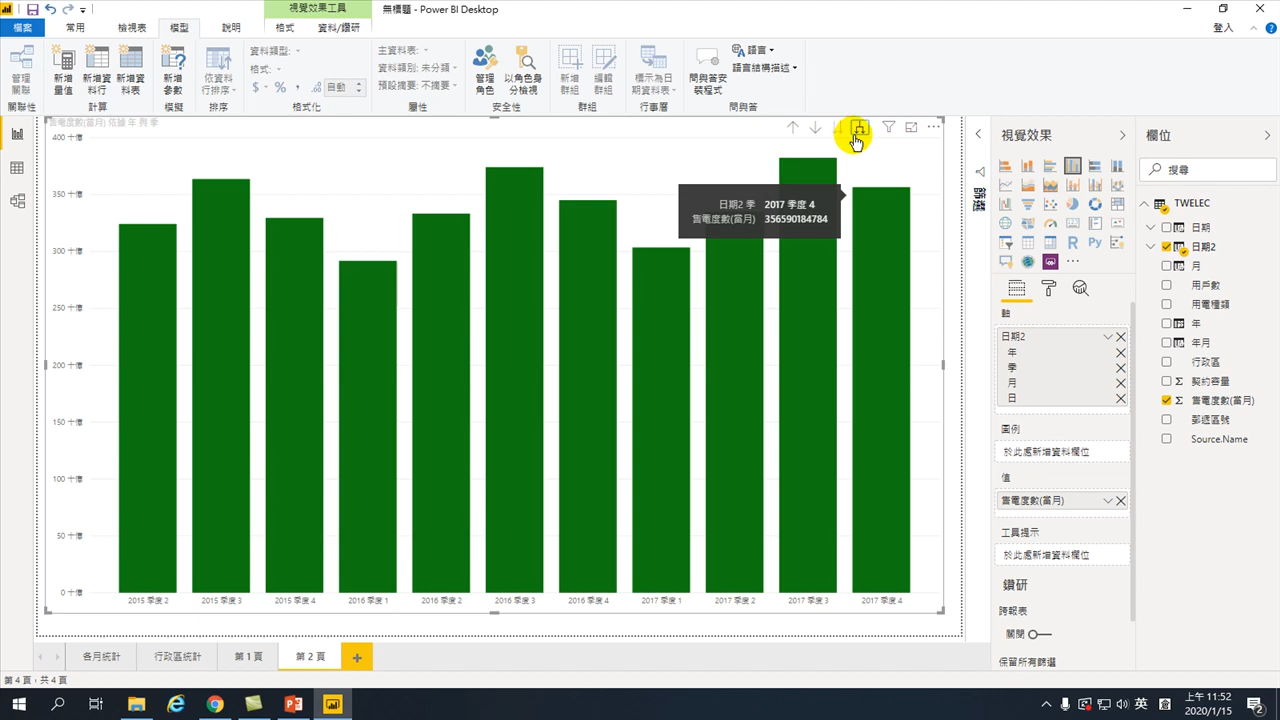 視覺效果工具
無標題 - Power BI Desktop
檔案
常用
檢視表
模型
說明
格式
資料/鑽研
登入
管理
關聯
關聯性
新增
量值
新增資
料行
新增資
料表
計算
新增
參數
模擬
依資料
行排序
排序
資料類型:
格式:
$ % , 自動
格式化
主資料表:
資料類別: 未分類
預設摘要: 不摘要
屬性
管理
角色
以角色身
分檢視
安全性
新增
群組
編輯
群組
群組
標示為日
期資料表
行事曆
問與答安
裝程式
語言
語言結構描述
問與答
售電度數(當月) 依據 年 與 季
400 十億
350 十億
300 十億
250 十億
200 十億
150 十億
100 十億
50 十億
0 十億
日期2 季 2017 季度 4
售電度數(當月) 356590184784
2015 季度 2
2015 季度 3
2015 季度 4
2016 季度 1
2016 季度 2
2016 季度 3
2016 季度 4
2017 季度 1
2017 季度 2
2017 季度 3
2017 季度 4
篩選
視覺效果
R
Py
軸
日期2
年
季
月
日
圖例
於此處新增資料欄位
值
售電度數(當月)
工具提示
於此處新增資料欄位
鑽研
跨報表
關閉
保留所有篩選
欄位
搜尋
TWELEC
日期
日期2
月
用戶數
用電種類
年
年月
行政區
Σ 契約容量
Σ 售電度數(當月)
郵遞區號
Source.Name
各月統計
行政區統計
第 1 頁
第 2 頁
第 4 頁，共 4 頁
英
上午 11:52
2020/1/15
2